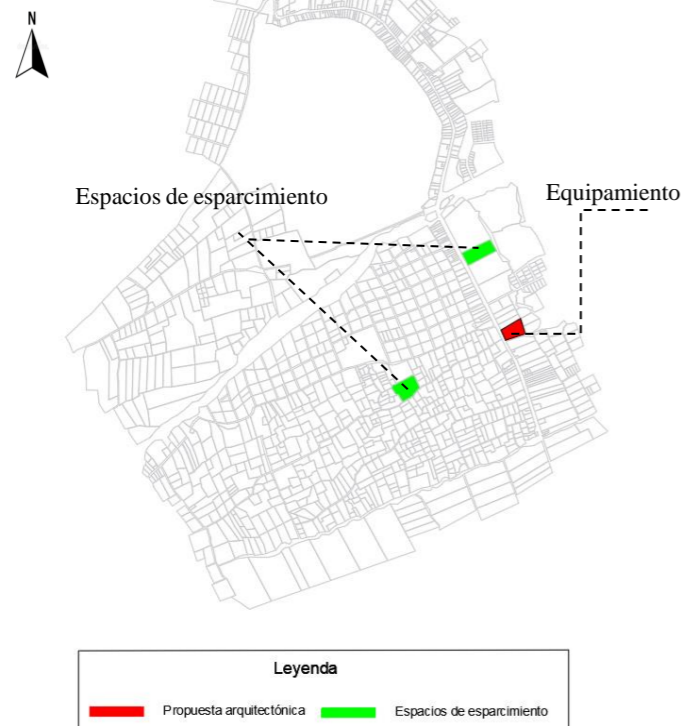 N
Espacios de esparcimiento
Equipamiento
Leyenda
Propuesta arquitectónica Espacios de esparcimiento